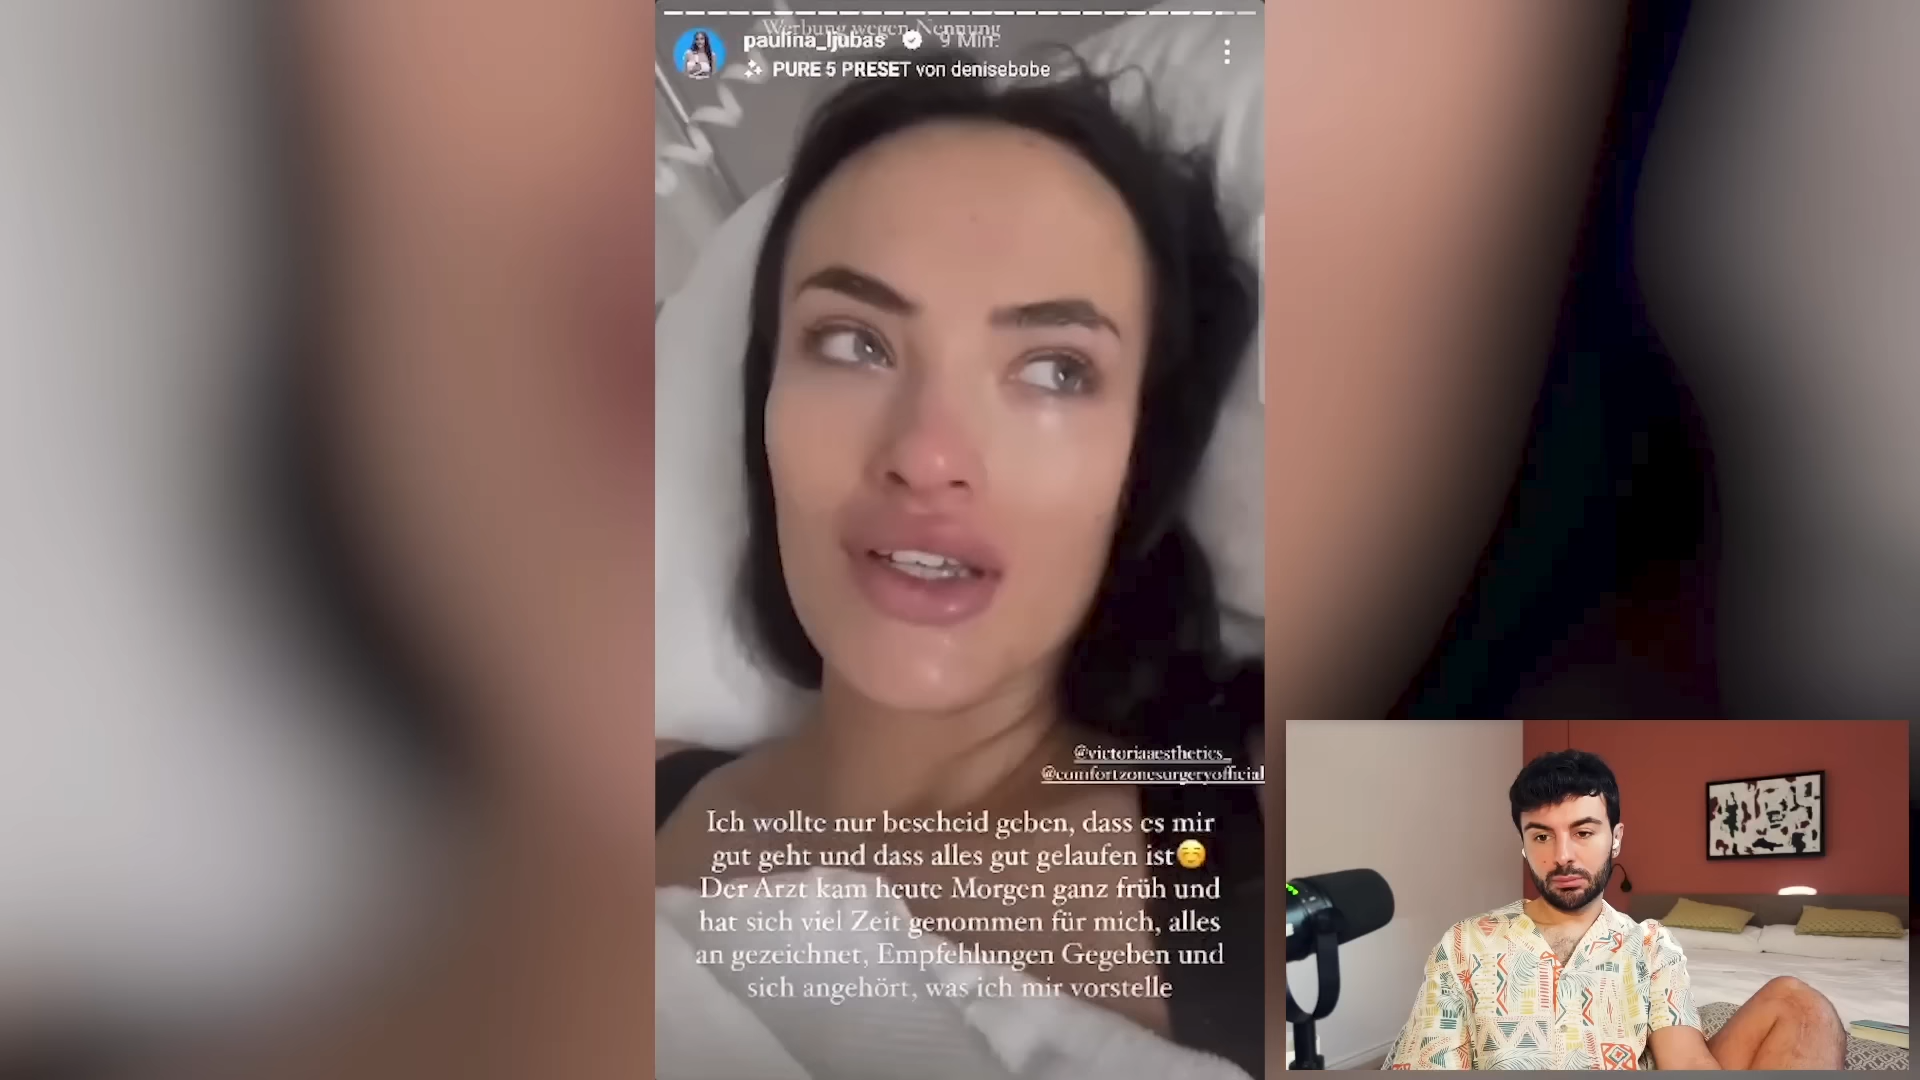 Werbung wegen Nennung
paulina_ljubas 9 Min.
PURE 5 PRESET von denisebobe
@victoriaaesthetics_
@comfortzonesurgeryofficial
Ich wollte nur bescheid geben, dass es mir
gut geht und dass alles gut gelaufen ist☺️
Der Arzt kam heute Morgen ganz früh und
hat sich viel Zeit genommen für mich, alles
an gezeichnet, Empfehlungen Gegeben und
sich angehört, was ich mir vorstelle